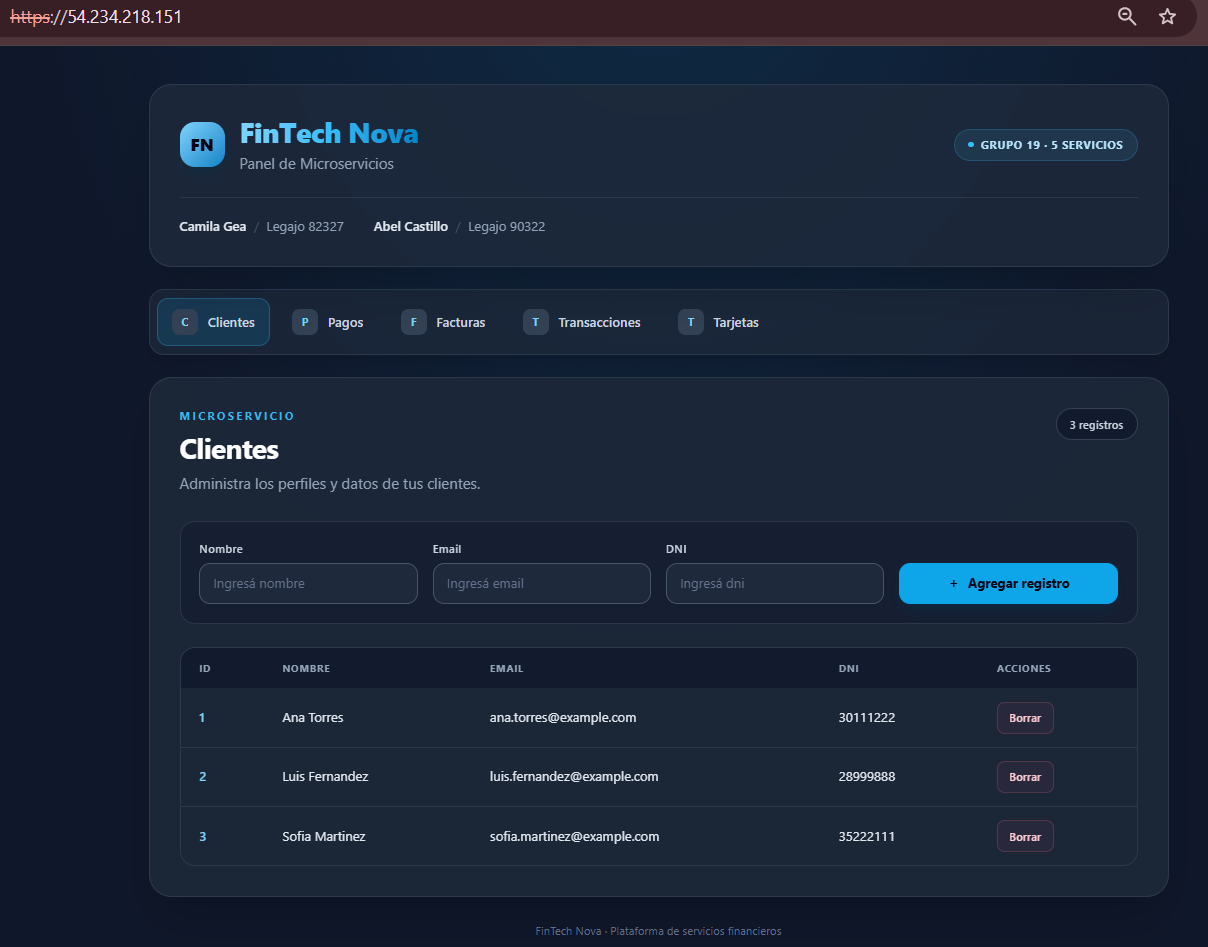 https://54.234.218.151
FN
FinTech Nova
Panel de Microservicios
GRUPO 19 · 5 SERVICIOS
Camila Gea / Legajo 82327 Abel Castillo / Legajo 90322
C Clientes P Pagos F Facturas T Transacciones T Tarjetas
MICROSERVICIO
3 registros
Clientes
Administra los perfiles y datos de tus clientes.
Nombre Email DNI
Ingresá nombre Ingresá email Ingresá dni + Agregar registro
ID NOMBRE EMAIL DNI ACCIONES
1 Ana Torres ana.torres@example.com 30111222 Borrar
2 Luis Fernandez luis.fernandez@example.com 28999888 Borrar
3 Sofia Martinez sofia.martinez@example.com 35222111 Borrar
FinTech Nova · Plataforma de servicios financieros